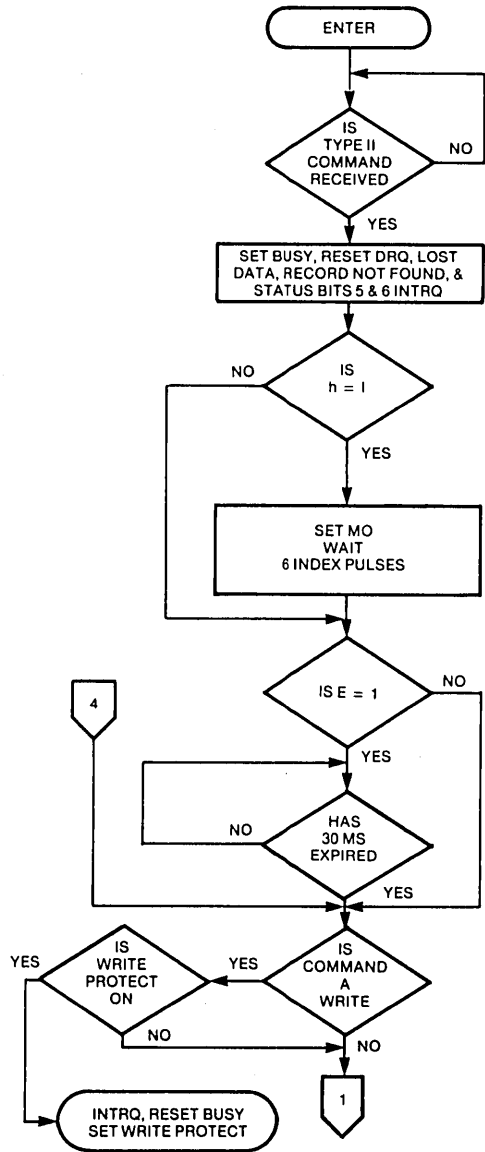 ENTER
IS
TYPE II
COMMAND
RECEIVED
NO
YES
SET BUSY, RESET DRQ, LOST
DATA, RECORD NOT FOUND, &
STATUS BITS 5 & 6 INTRQ
NO
IS
h = I
YES
SET MO
WAIT
6 INDEX PULSES
IS E = 1
NO
4
YES
NO
HAS
30 MS
EXPIRED
YES
YES
IS
WRITE
PROTECT
ON
YES
IS
COMMAND
A
WRITE
NO
NO
INTRQ, RESET BUSY
SET WRITE PROTECT
1